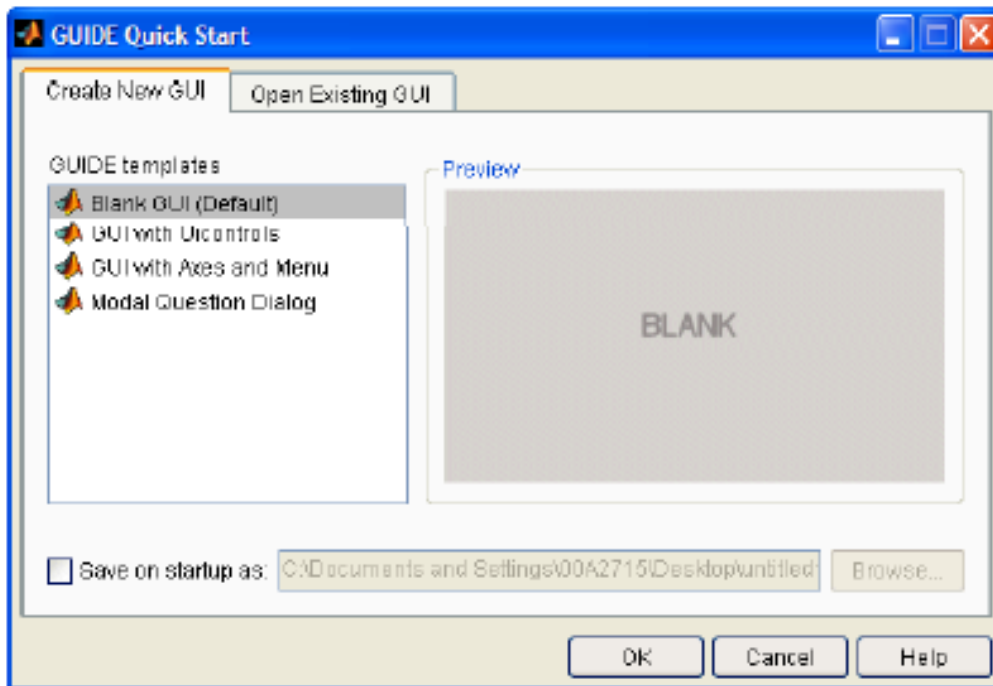 GUIDE Quick Start
Create New GUI
Open Existing GUI
GUIDE templates
Preview
Blank GUI (Default)
GUI with Uicontrols
GUI with Axes and Menu
Modal Question Dialog
BLANK
Save on startup as:
C:\Documents and Settings\00A2715\Desktop\untitled
Browse...
OK
Cancel
Help